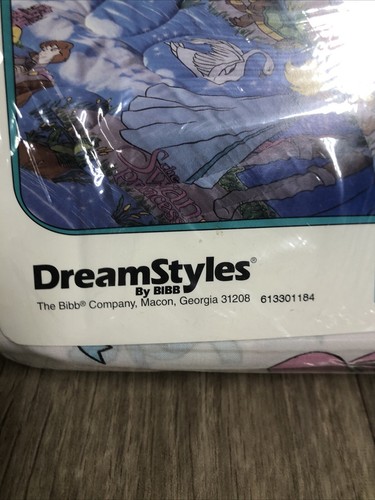 DreamStyles®
By BIBB
The Bibb® Company, Macon, Georgia 31208 613301184